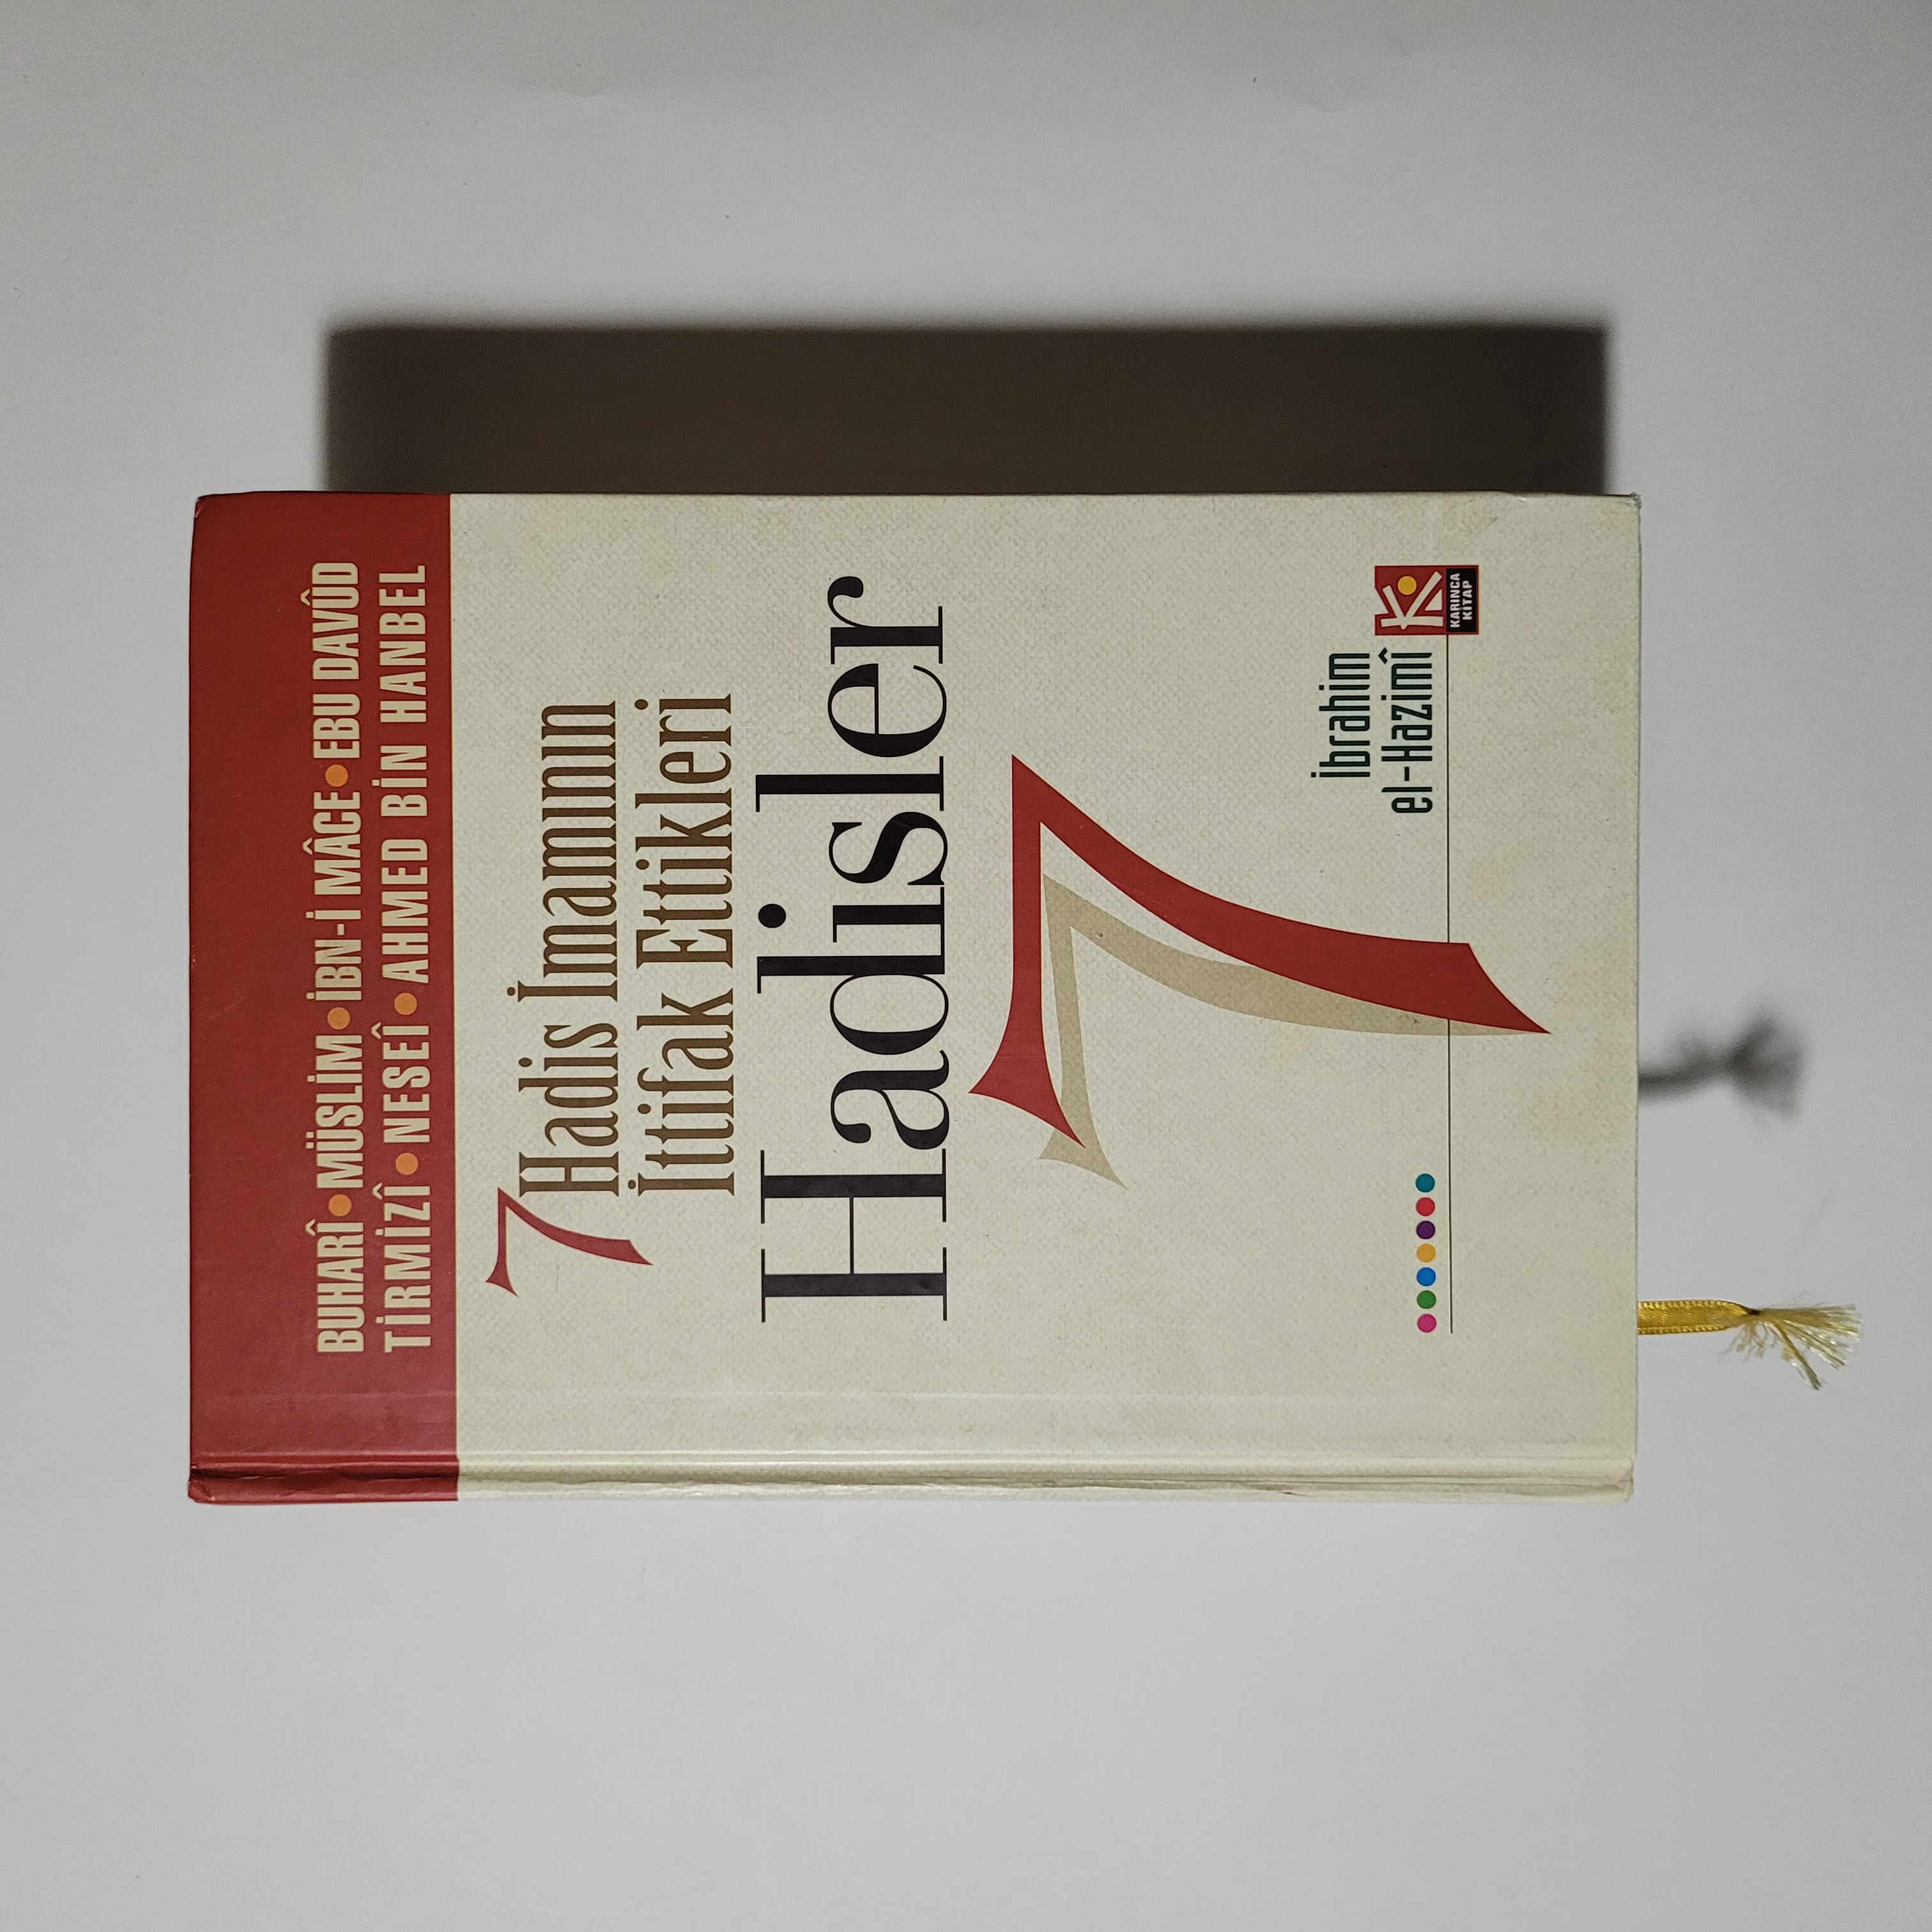 BUHARÎ • MÜSLİM • İBN-İ MÂCE • EBU DAVÛD
TİRMİZÎ • NESEÎ • AHMED BİN HANBEL
7 Hadis İmamının
İttifak Ettikleri
Hadisler
7
İbrahim
el-Hazimî
KARINCA
KİTAP